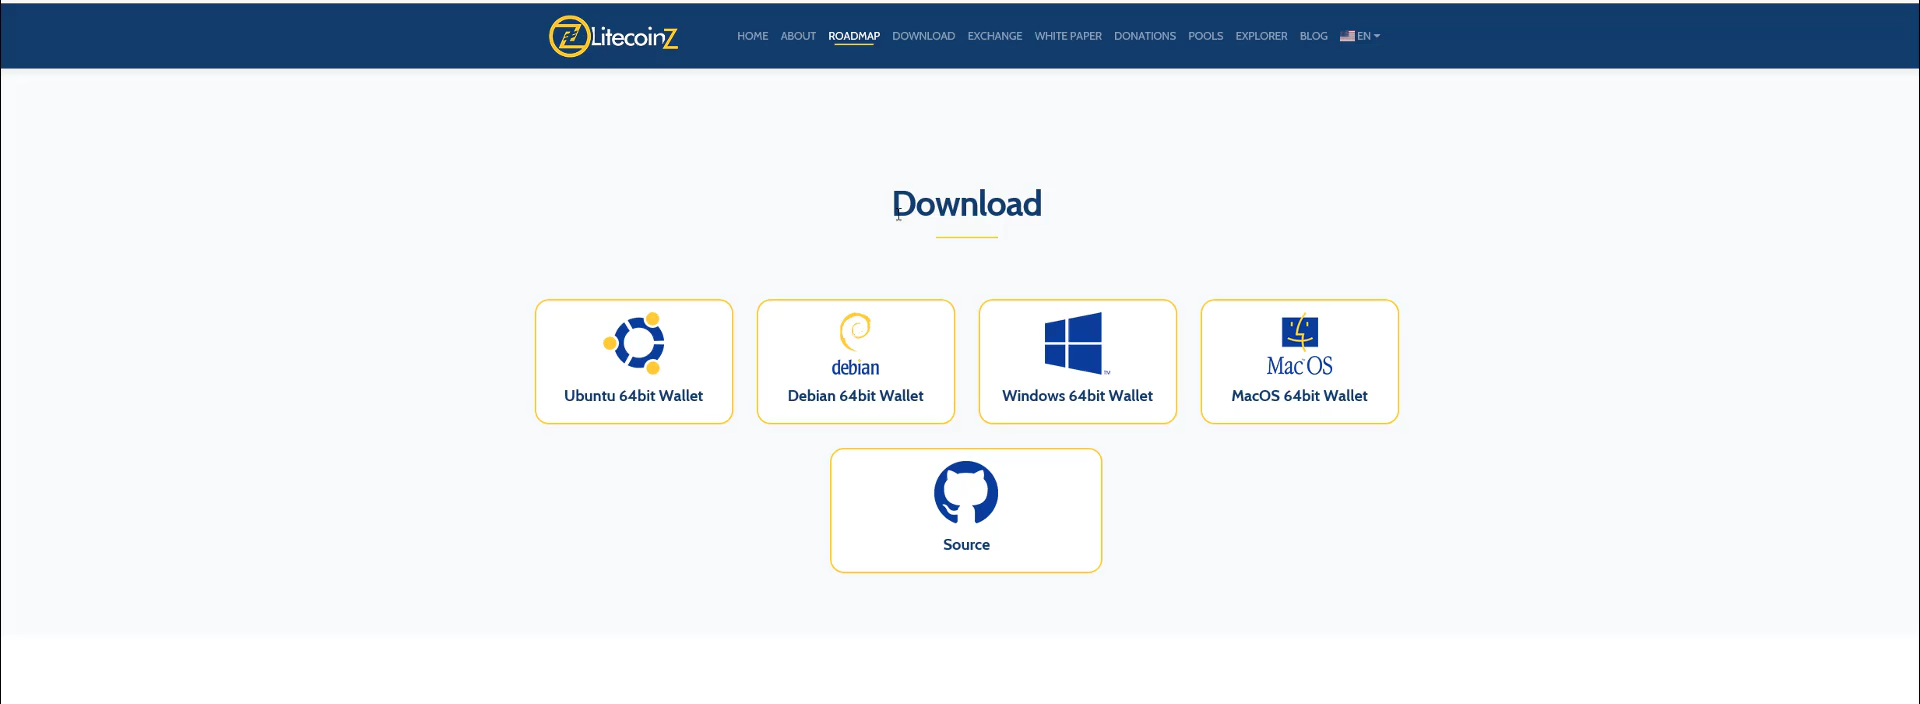 LitecoinZ HOME ABOUT ROADMAP DOWNLOAD EXCHANGE WHITE PAPER DONATIONS POOLS EXPLORER BLOG EN
Download
debian
TM
Mac OS
Ubuntu 64bit Wallet
Debian 64bit Wallet
Windows 64bit Wallet
MacOS 64bit Wallet
Source